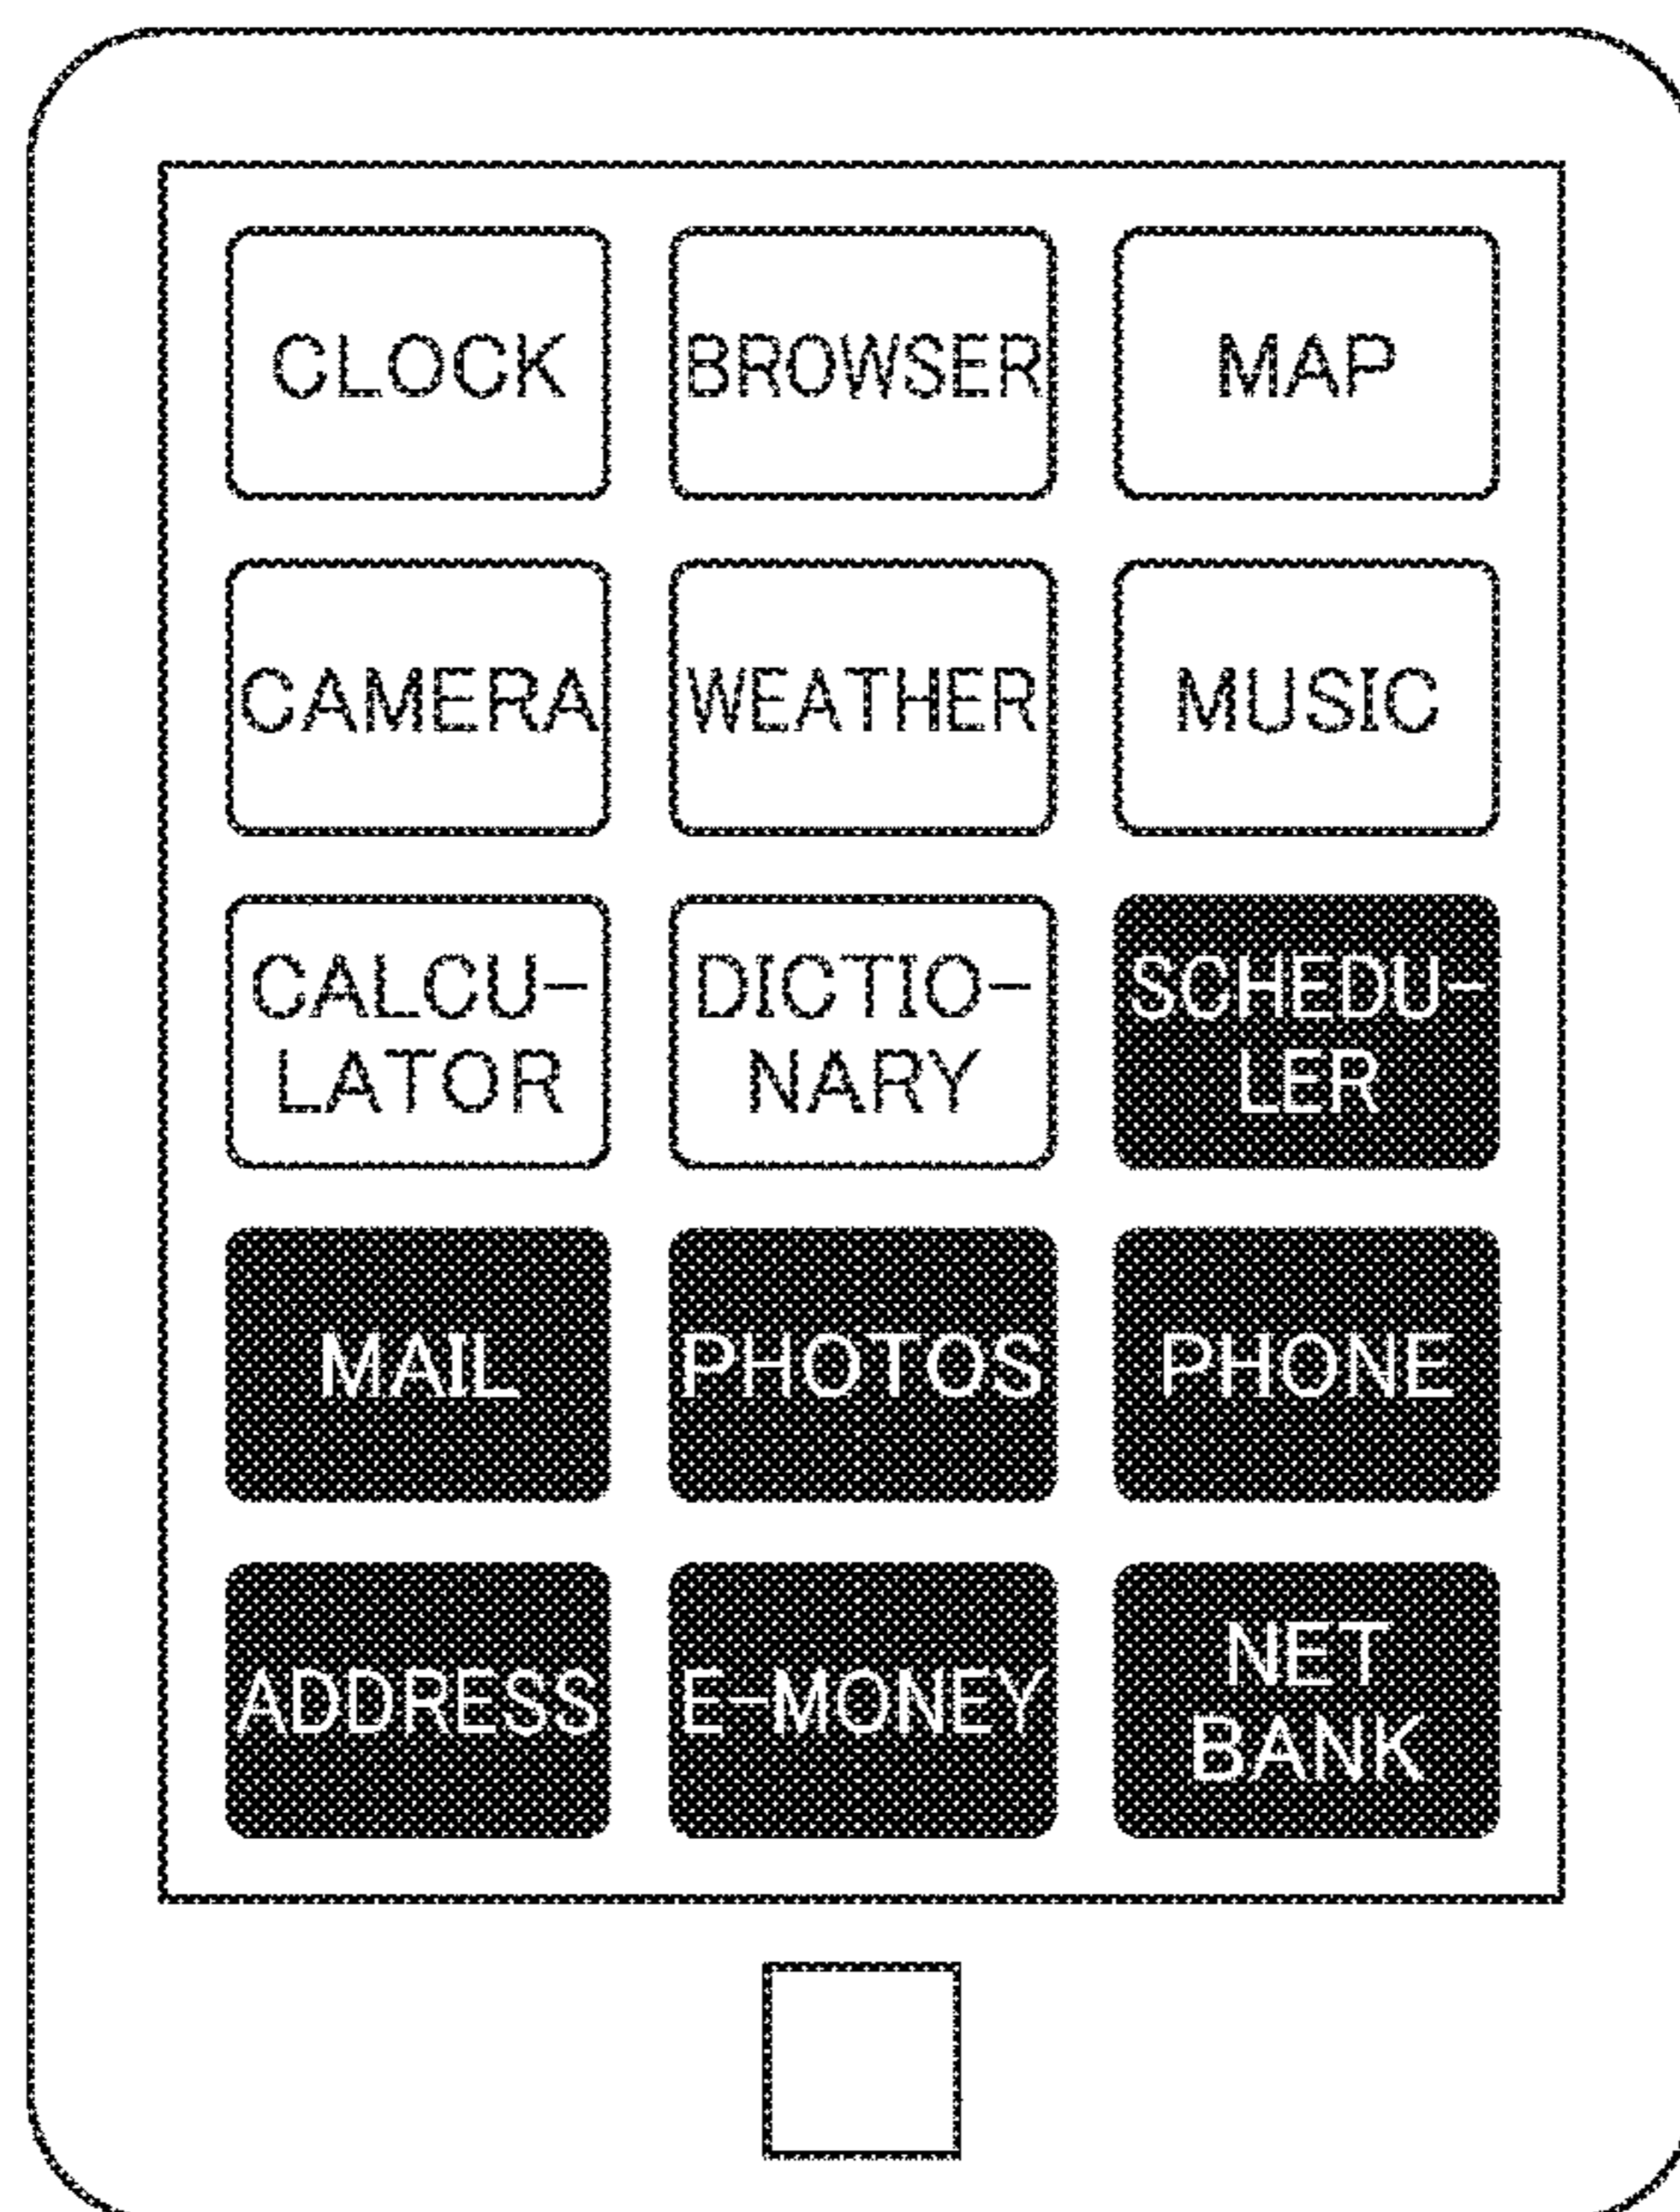 CLOCK BROWSER MAP
CAMERA WEATHER MUSIC
CALCU-
LATOR
DICTIO-
NARY
SCHEDU-
LER
MAIL PHOTOS PHONE
ADDRESS E-MONEY
NET
BANK